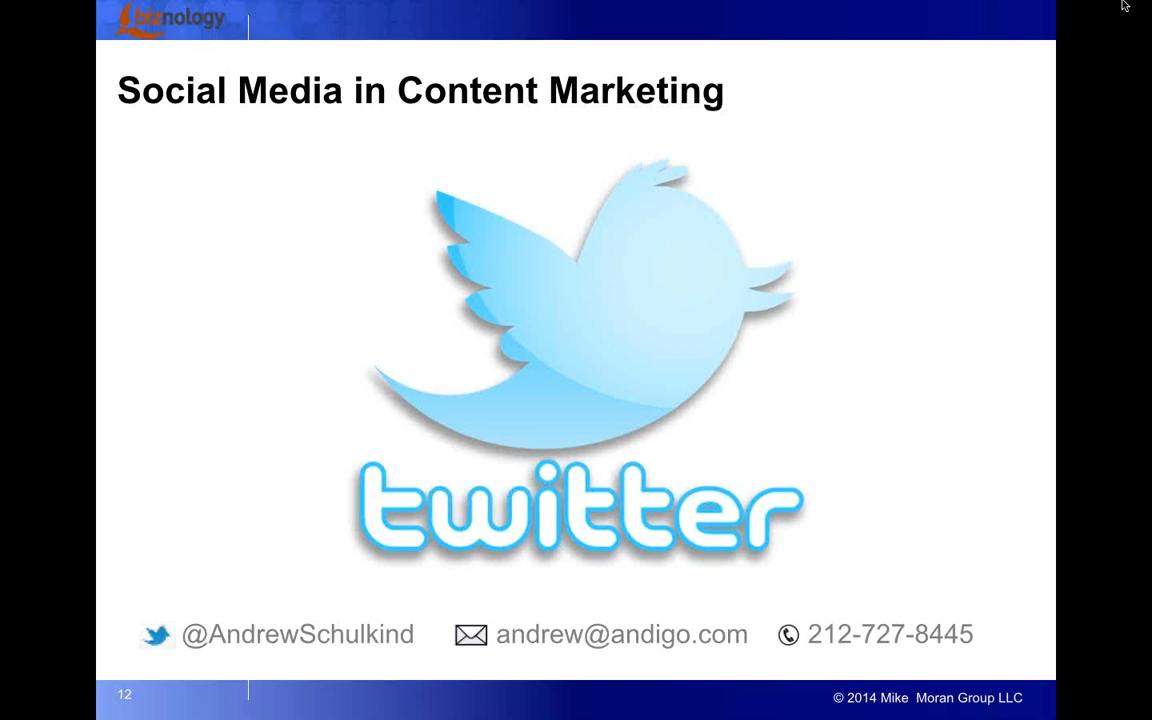 biznology
Social Media in Content Marketing
twitter
@AndrewSchulkind andrew@andigo.com 212-727-8445
12
© 2014 Mike Moran Group LLC